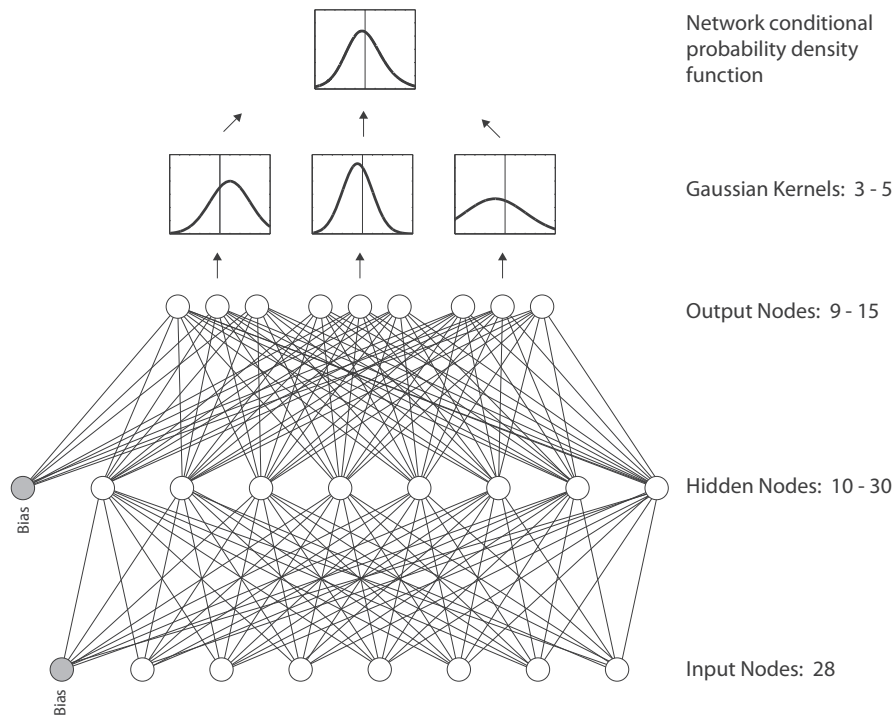 Network conditional
probability density
function
Gaussian Kernels:  3 - 5
Output Nodes:  9 - 15
Hidden Nodes:  10 - 30
Bias
Input Nodes:  28
Bias